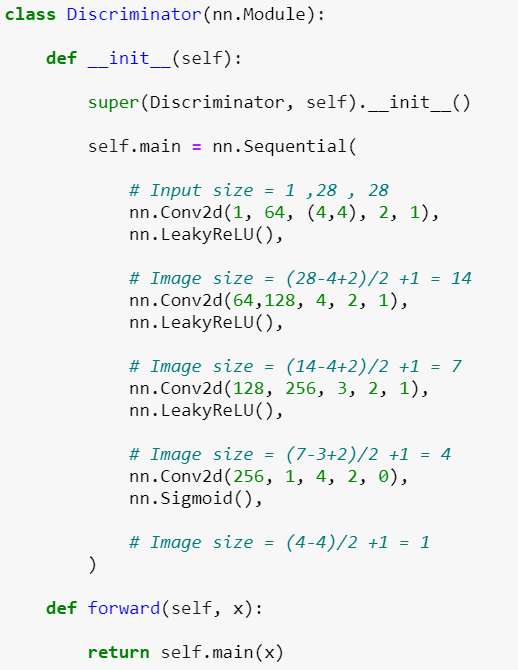 class Discriminator(nn.Module):
def __init__(self):
super(Discriminator, self).__init__()
self.main = nn.Sequential(
# Input size = 1 ,28 , 28
nn.Conv2d(1, 64, (4,4), 2, 1),
nn.LeakyReLU(),
# Image size = (28-4+2)/2 +1 = 14
nn.Conv2d(64,128, 4, 2, 1),
nn.LeakyReLU(),
# Image size = (14-4+2)/2 +1 = 7
nn.Conv2d(128, 256, 3, 2, 1),
nn.LeakyReLU(),
# Image size = (7-3+2)/2 +1 = 4
nn.Conv2d(256, 1, 4, 2, 0),
nn.Sigmoid(),
# Image size = (4-4)/2 +1 = 1
)
def forward(self, x):
return self.main(x)